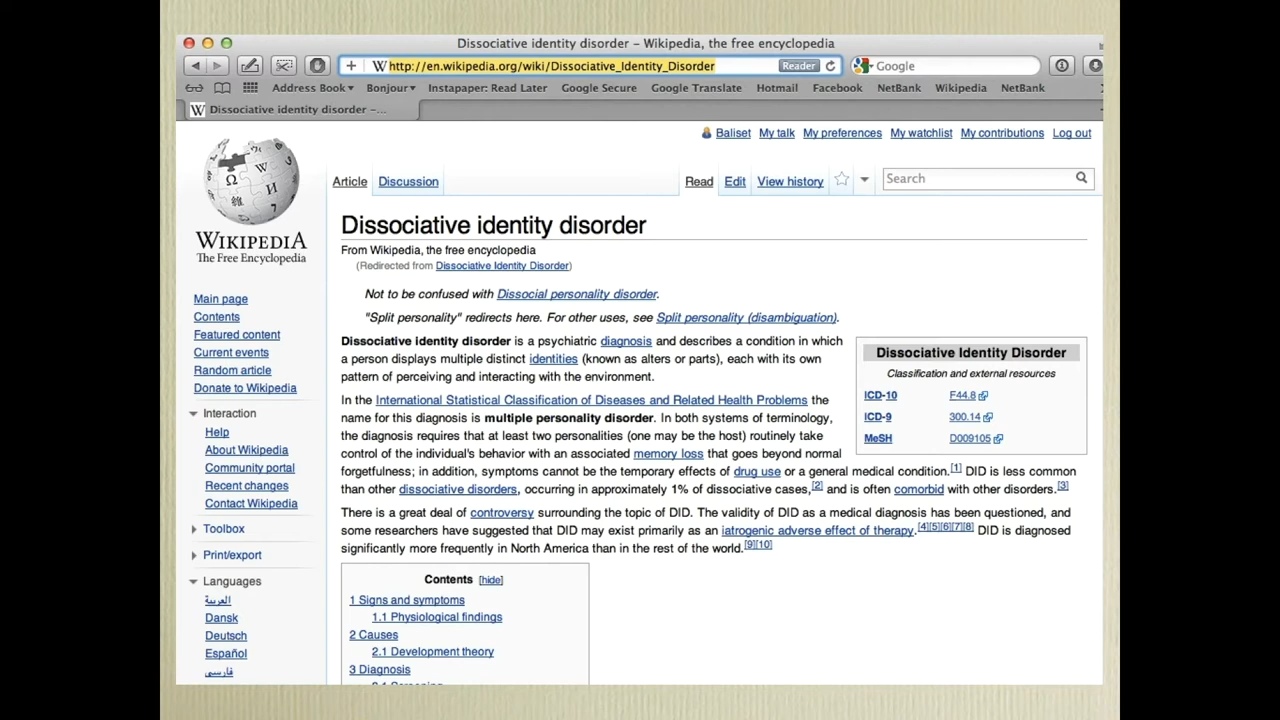 Dissociative identity disorder – Wikipedia, the free encyclopedia
http://en.wikipedia.org/wiki/Dissociative_Identity_Disorder
Reader
Google
Address Book
Bonjour
Instapaper: Read Later
Google Secure
Google Translate
Hotmail
Facebook
NetBank
Wikipedia
NetBank
W Dissociative identity disorder –...
Baliset
My talk
My preferences
My watchlist
My contributions
Log out
Article
Discussion
Read
Edit
View history
Search
WIKIPEDIA
The Free Encyclopedia
Main page
Contents
Featured content
Current events
Random article
Donate to Wikipedia
Interaction
Help
About Wikipedia
Community portal
Recent changes
Contact Wikipedia
Toolbox
Print/export
Languages
العربية
Dansk
Deutsch
Español
فارسی
Dissociative identity disorder
From Wikipedia, the free encyclopedia
(Redirected from Dissociative Identity Disorder)
Not to be confused with Dissocial personality disorder.
"Split personality" redirects here. For other uses, see Split personality (disambiguation).
Dissociative identity disorder is a psychiatric diagnosis and describes a condition in which
a person displays multiple distinct identities (known as alters or parts), each with its own
pattern of perceiving and interacting with the environment.
In the International Statistical Classification of Diseases and Related Health Problems the
name for this diagnosis is multiple personality disorder. In both systems of terminology,
the diagnosis requires that at least two personalities (one may be the host) routinely take
control of the individual's behavior with an associated memory loss that goes beyond normal
forgetfulness; in addition, symptoms cannot be the temporary effects of drug use or a general medical condition.[1] DID is less common
than other dissociative disorders, occurring in approximately 1% of dissociative cases,[2] and is often comorbid with other disorders.[3]
There is a great deal of controversy surrounding the topic of DID. The validity of DID as a medical diagnosis has been questioned, and
some researchers have suggested that DID may exist primarily as an iatrogenic adverse effect of therapy.[4][5][6][7][8] DID is diagnosed
significantly more frequently in North America than in the rest of the world.[9][10]
Dissociative Identity Disorder
Classification and external resources
ICD-10 F44.8
ICD-9 300.14
MeSH D009105
Contents [hide]
1 Signs and symptoms
1.1 Physiological findings
2 Causes
2.1 Development theory
3 Diagnosis
3.1 Screening